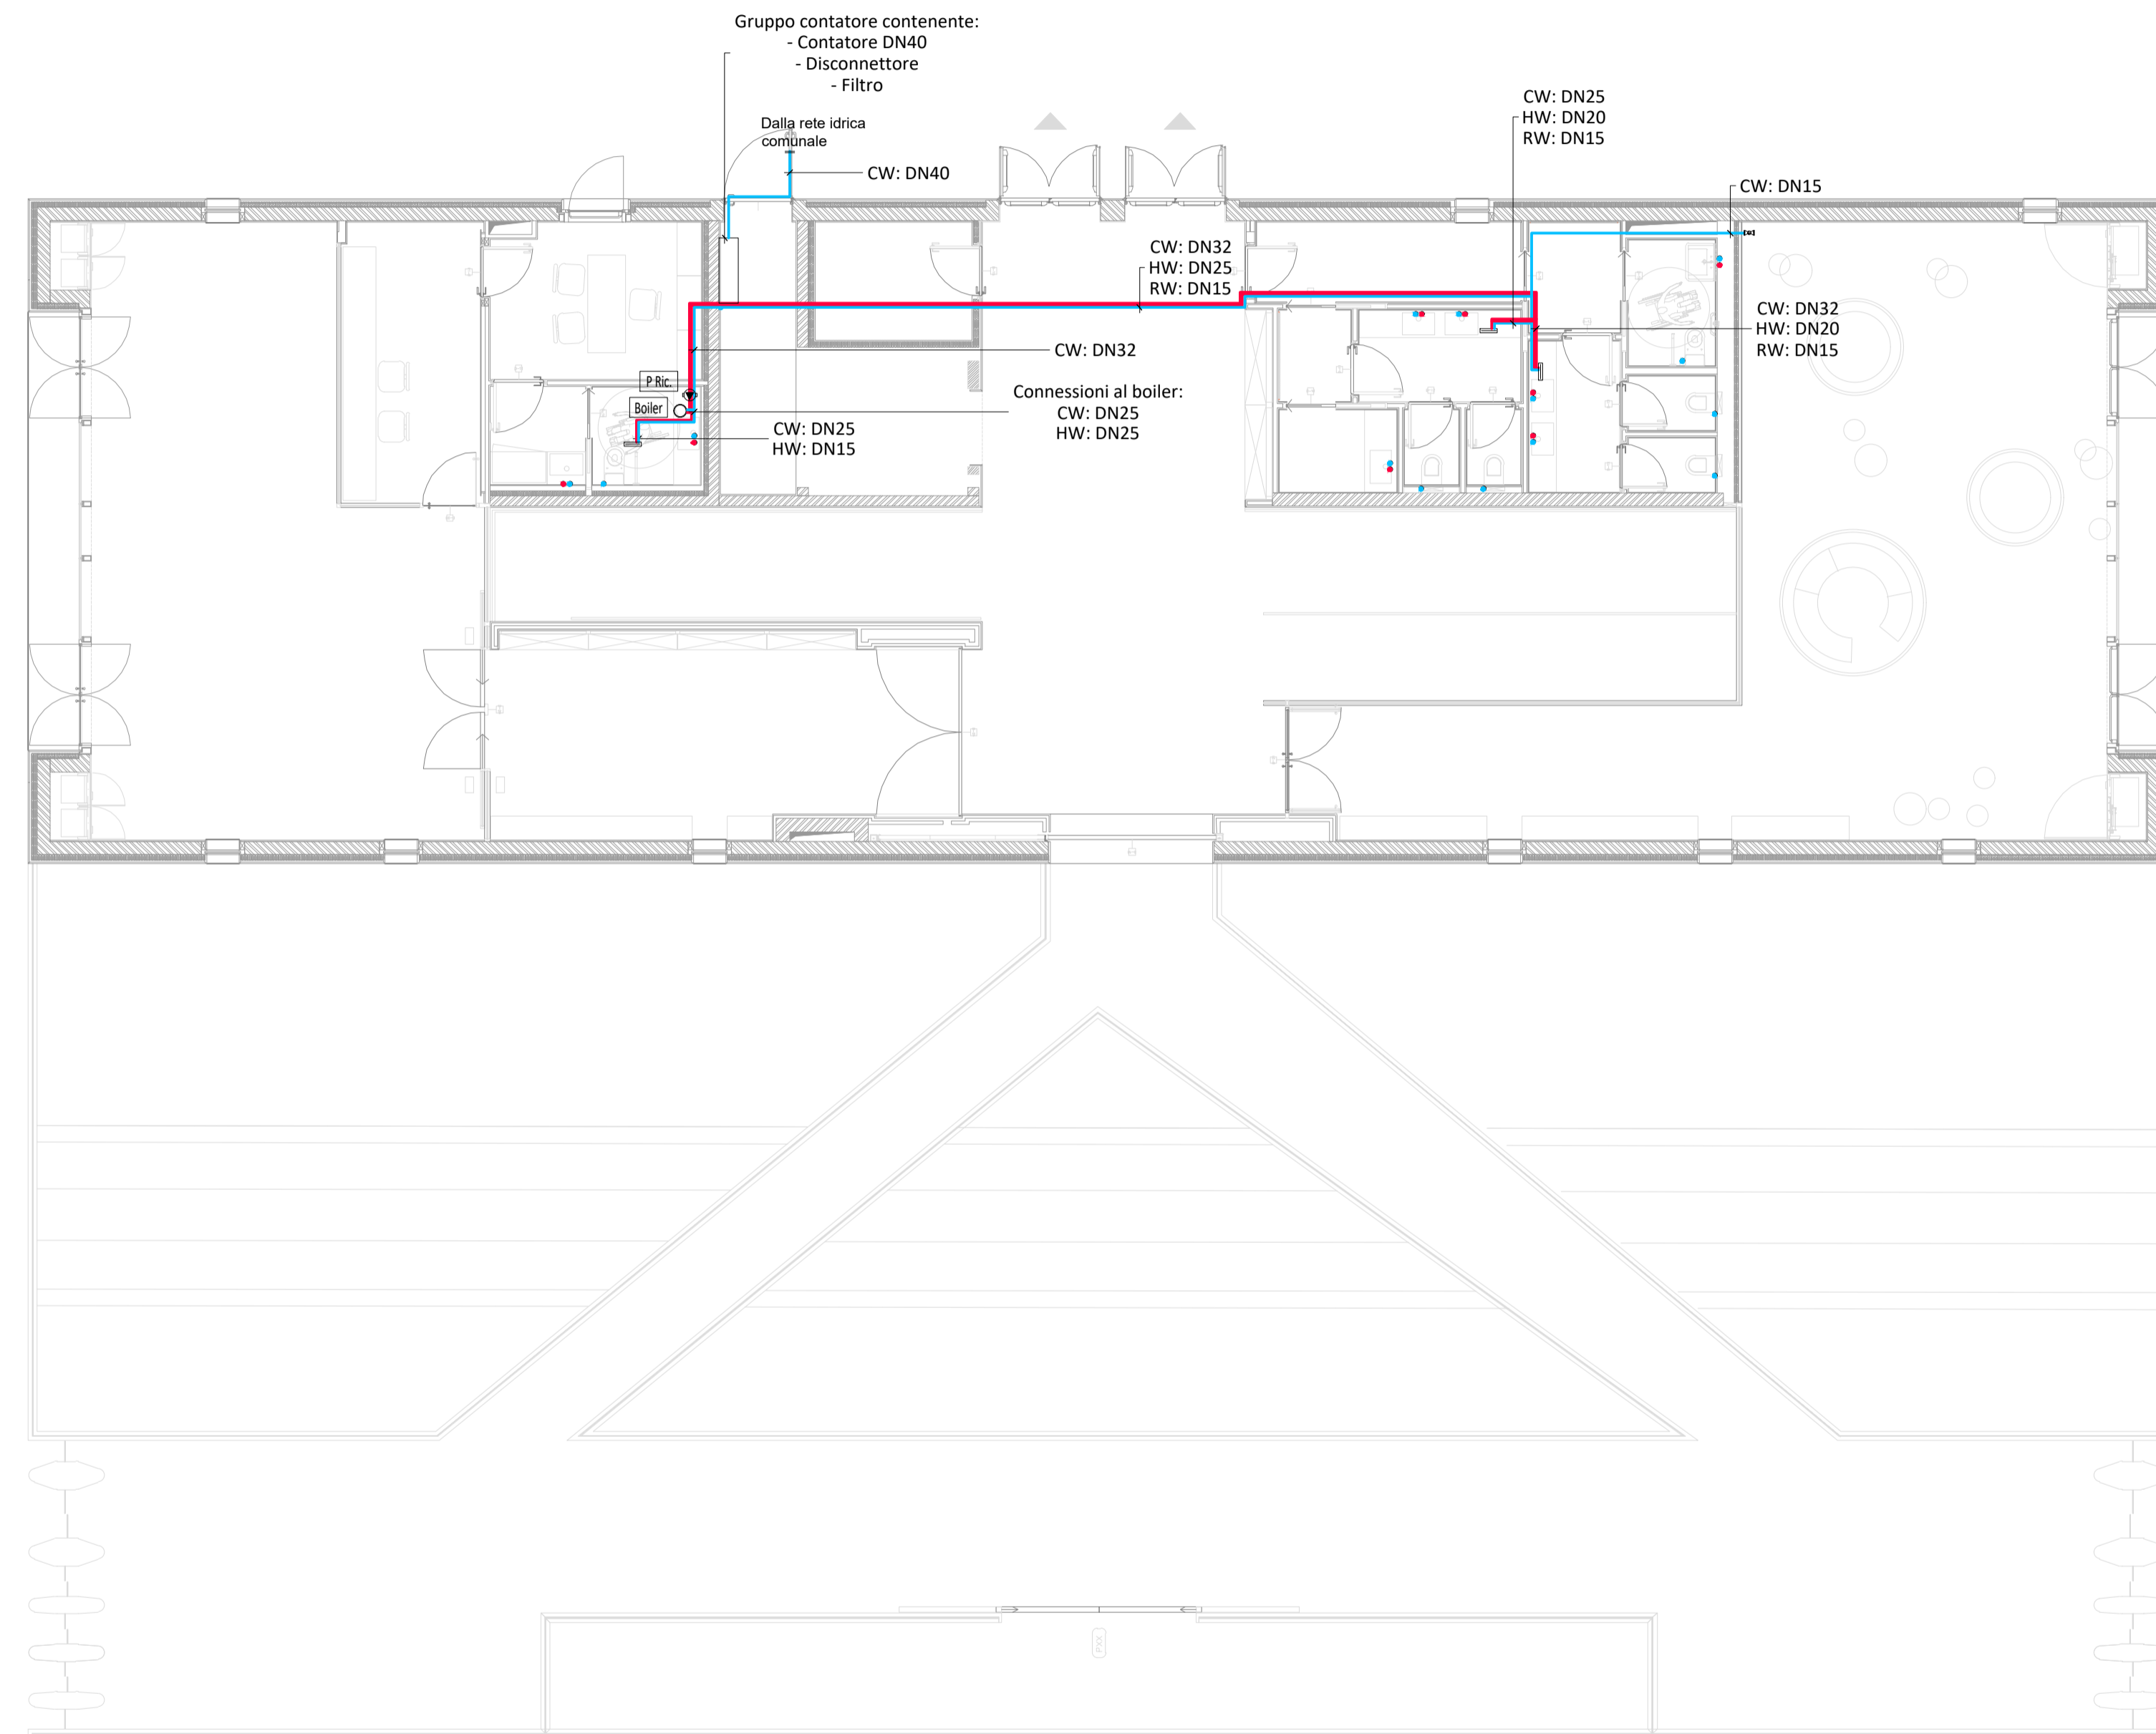 Gruppo contatore contenente:
- Contatore DN40
- Disconnettore
- Filtro
Dalla rete idrica
comunale
CW: DN40
CW: DN25
HW: DN20
RW: DN15
CW: DN15
CW: DN32
HW: DN25
RW: DN15
CW: DN32
HW: DN20
RW: DN15
CW: DN32
P Ric.
Boiler
Connessioni al boiler:
CW: DN25
HW: DN25
CW: DN25
HW: DN15